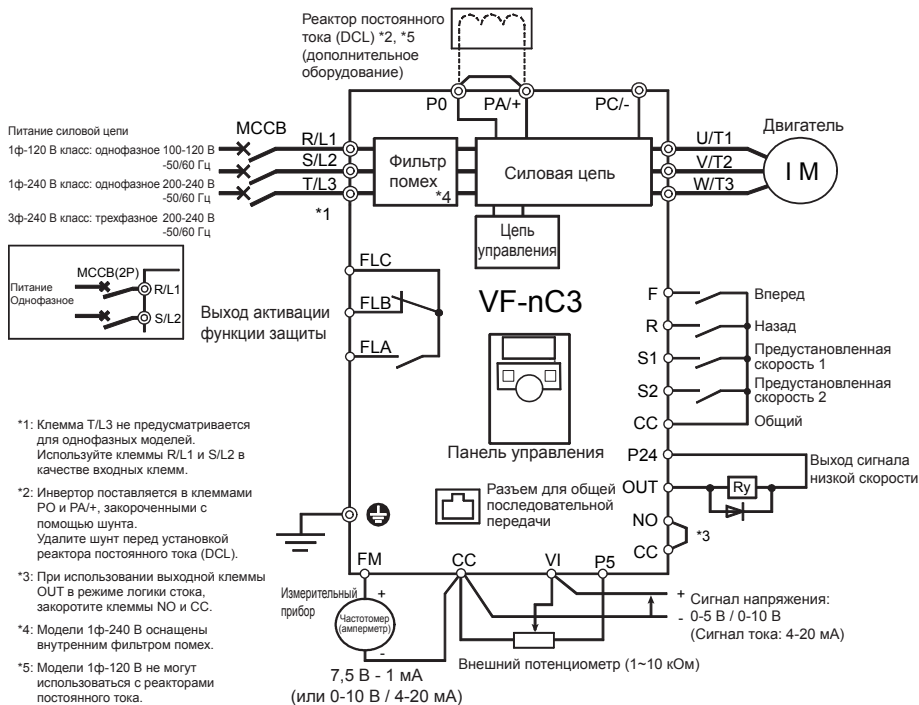 Реактор постоянного
тока (DCL) *2, *5
(дополнительное
оборудование)
P0
PA/+
PC/-
Питание силовой цепи
MCCB
1ф-120 В класс: однофазное 100-120 В
-50/60 Гц
1ф-240 В класс: однофазное 200-240 В
-50/60 Гц
3ф-240 В класс: трехфазное 200-240 В
-50/60 Гц
R/L1
S/L2
T/L3
*1
Фильтр
помех
*4
Силовая цепь
Цепь
управления
U/T1
V/T2
W/T3
Двигатель
I M
MCCB(2P)
Питание
Однофазное
R/L1
S/L2
Выход активации
функции защиты
FLC
FLB
FLA
VF-nC3
Панель управления
Разъем для общей
последовательной
передачи
F
Вперед
R
Назад
S1
Предустановленная
скорость 1
S2
Предустановленная
скорость 2
CC
Общий
P24
OUT
Ry
Выход сигнала
низкой скорости
NO
CC
*3
*1: Клемма T/L3 не предусматривается
для однофазных моделей.
Используйте клеммы R/L1 и S/L2 в
качестве входных клемм.
*2: Инвертор поставляется в клеммами
PO и PA/+, закороченными с
помощью шунта.
Удалите шунт перед установкой
реактора постоянного тока (DCL).
*3: При использовании выходной клеммы
OUT в режиме логики стока,
закоротите клеммы NO и CC.
*4: Модели 1ф-240 В оснащены
внутренним фильтром помех.
*5: Модели 1ф-120 В не могут
использоваться с реакторами
постоянного тока.
FM
CC
VI
P5
Измерительный
прибор
+
Частотомер
(амперметр)
-
7,5 В - 1 мА
(или 0-10 В / 4-20 мА)
Внешний потенциометр (1~10 кОм)
+
-
Сигнал напряжения:
0-5 В / 0-10 В
(Сигнал тока: 4-20 мА)